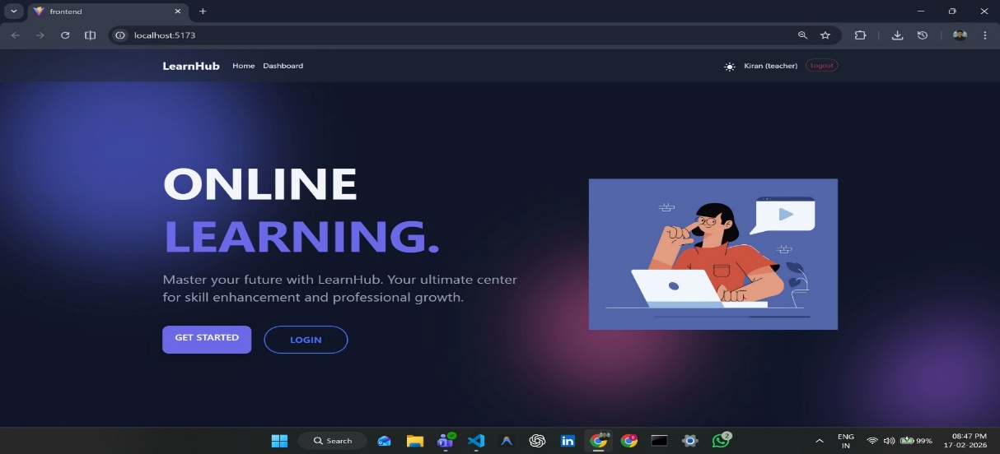 frontend
localhost:5173
LearnHub Home Dashboard Kiran (teacher) Logout
ONLINE
LEARNING.
Master your future with LearnHub. Your ultimate center
for skill enhancement and professional growth.
GET STARTED LOGIN
Search 2 ENG 99% 08:47 PM
IN 17-02-2026